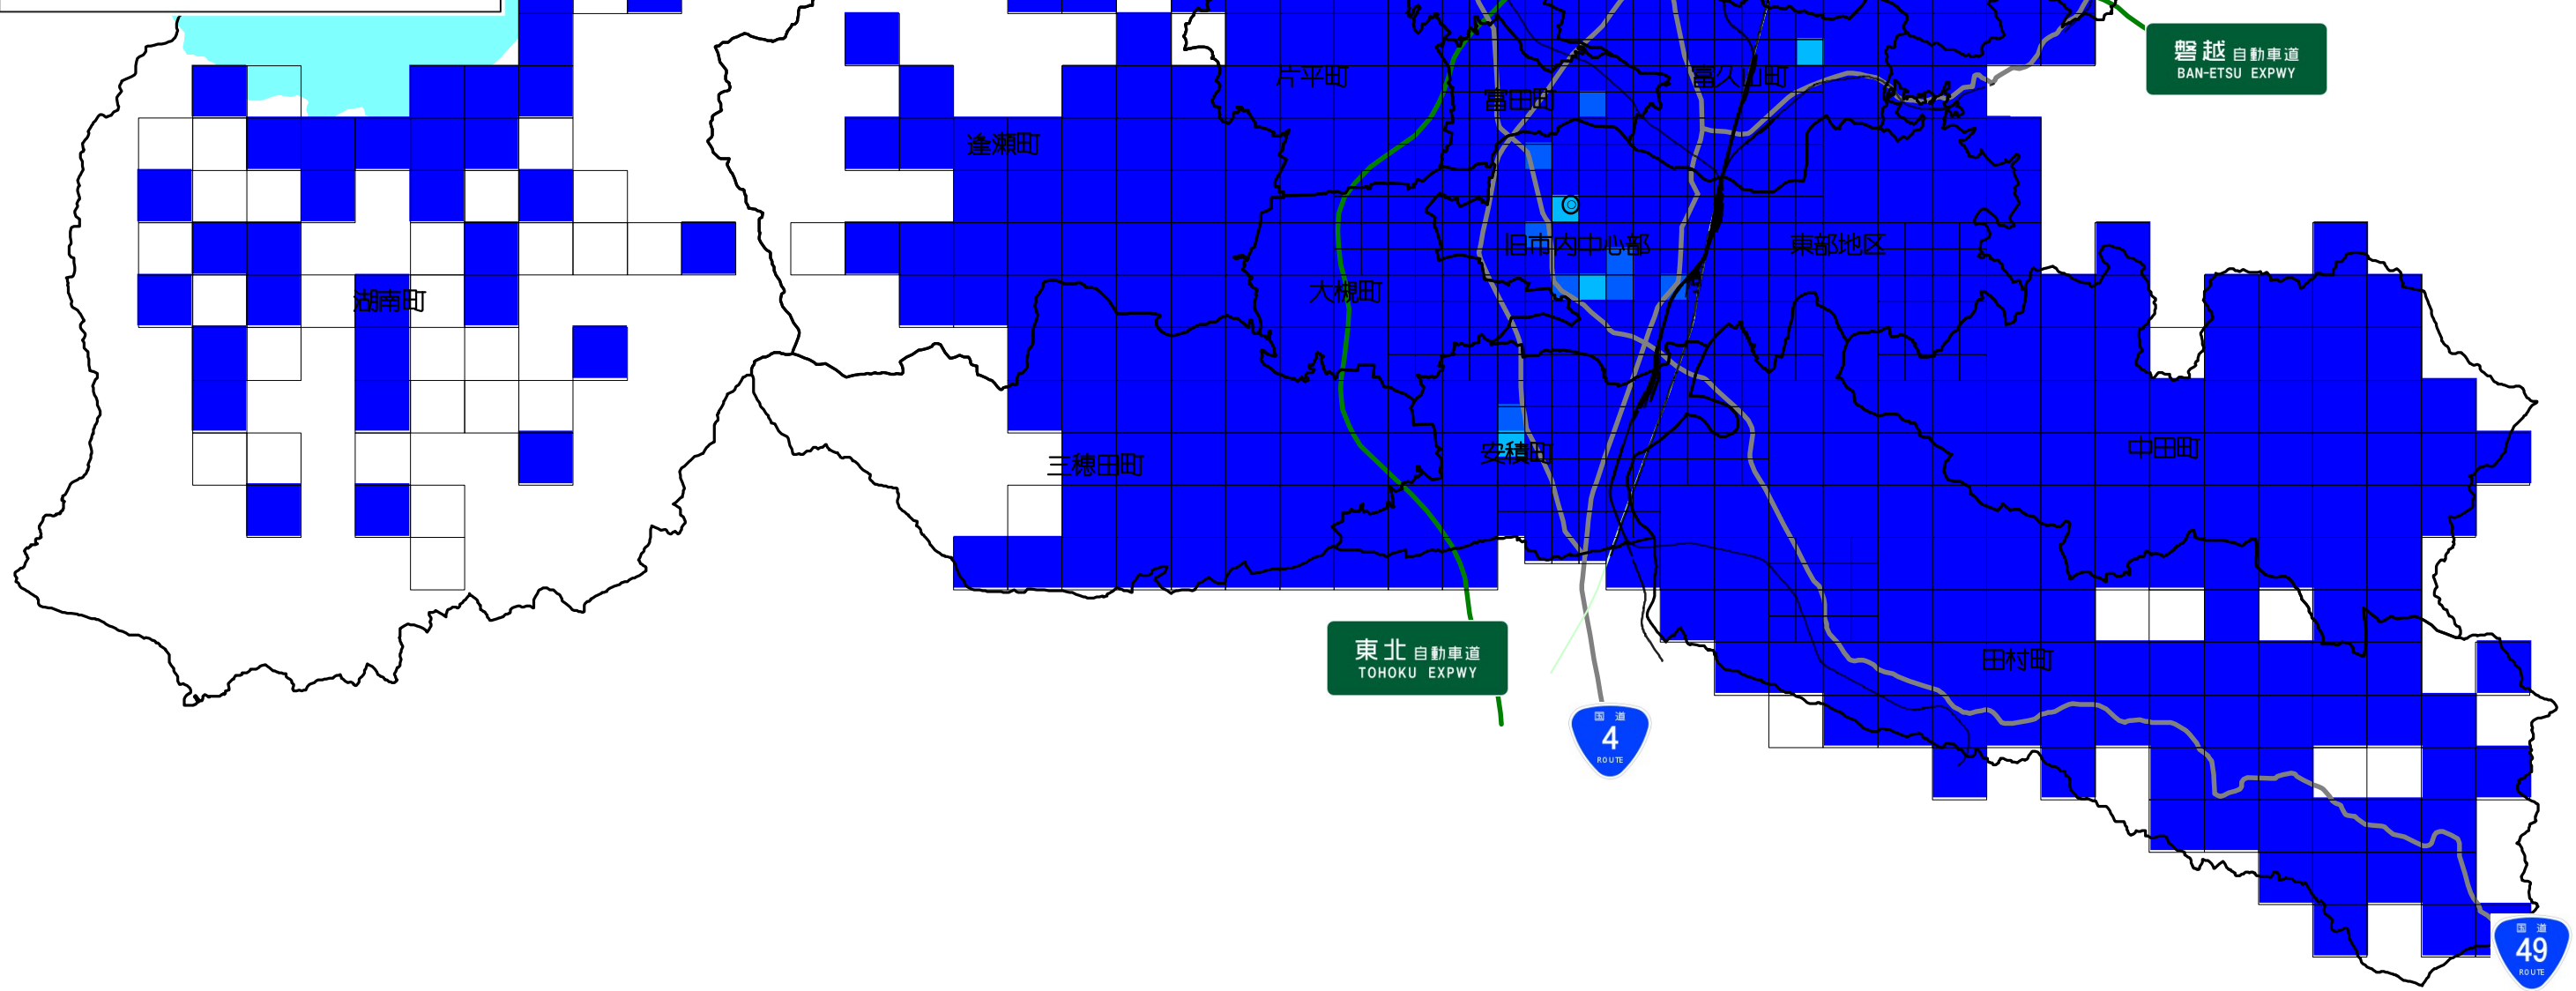 磐越自動車道
BAN-ETSU EXPWY
片平町
富久山町
富田町
逢瀬町
旧市内中心部
東部地区
大槻町
湖南町
安積町
三穂田町
中田町
東北自動車道
TOHOKU EXPWY
田村町
国道
4
ROUTE
国道
49
ROUTE